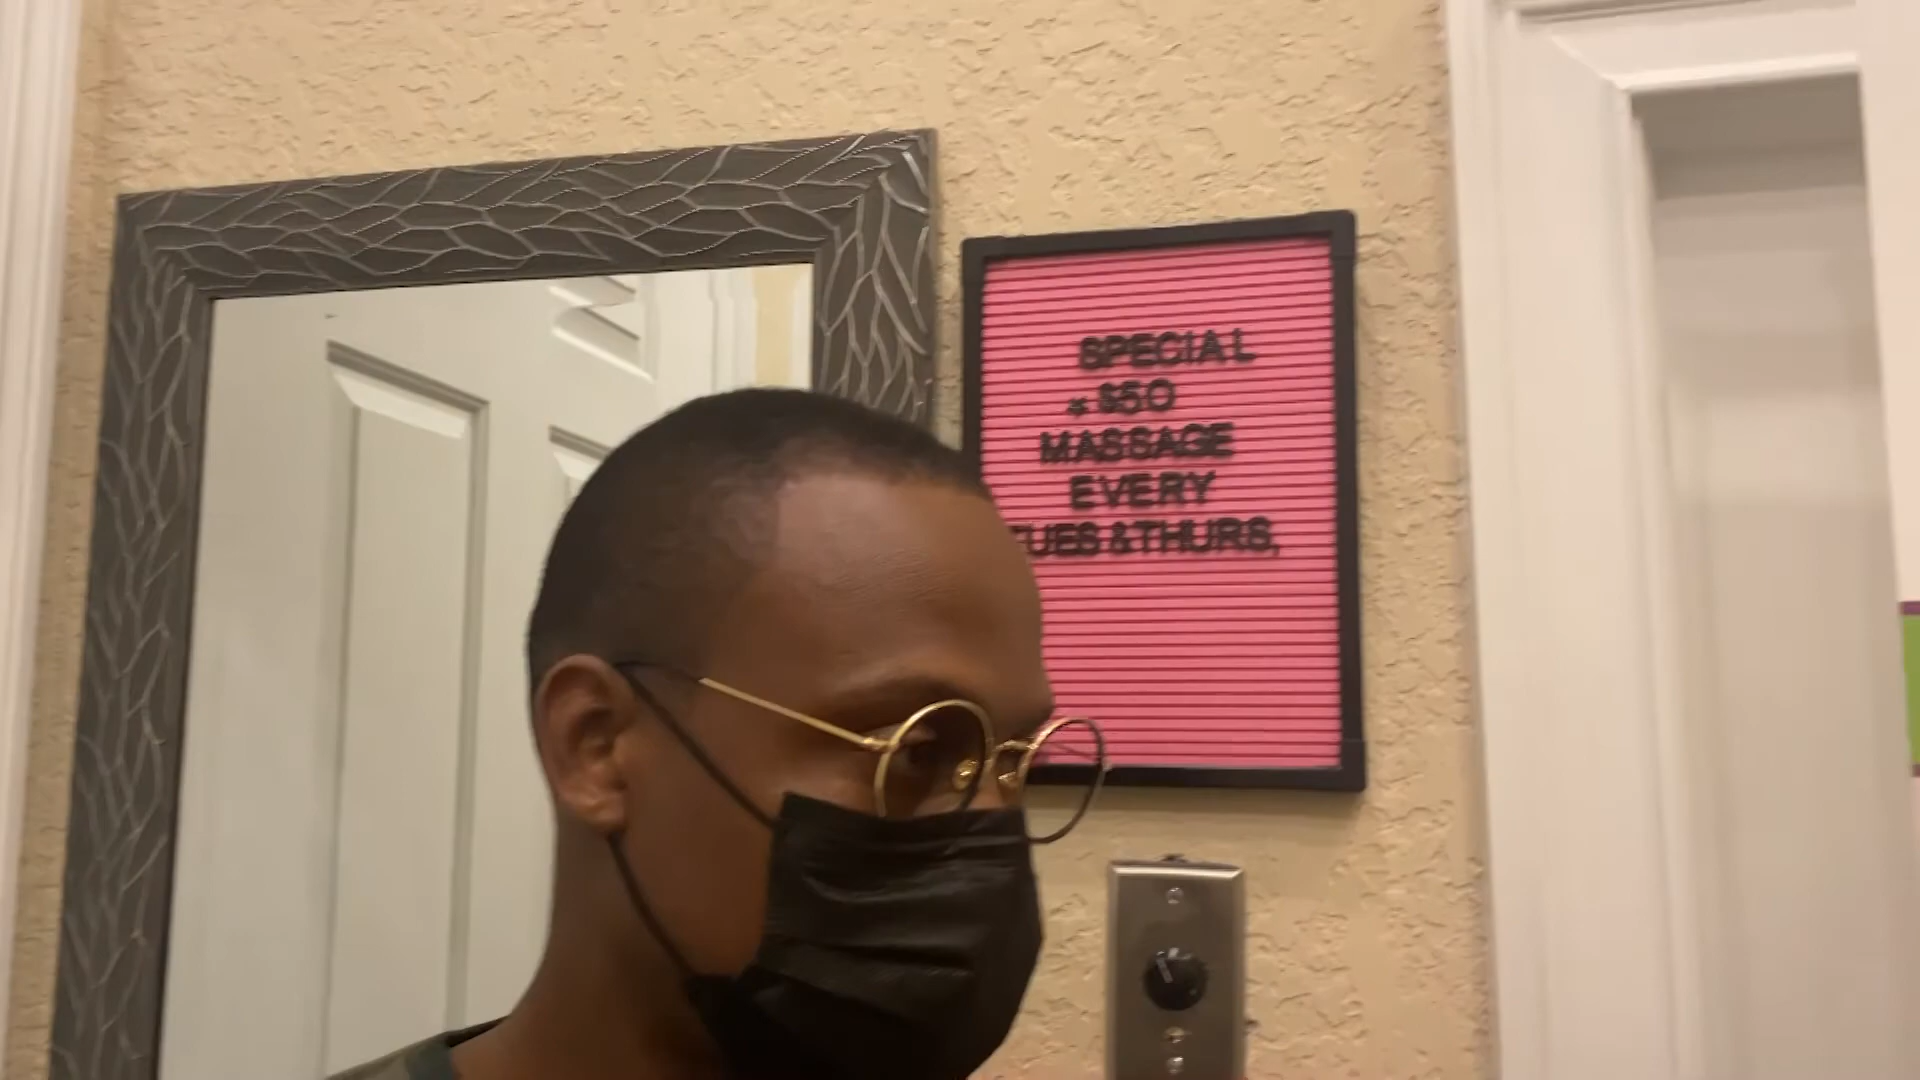 SPECIAL
* $50
MASSAGE
EVERY
TUES & THURS,